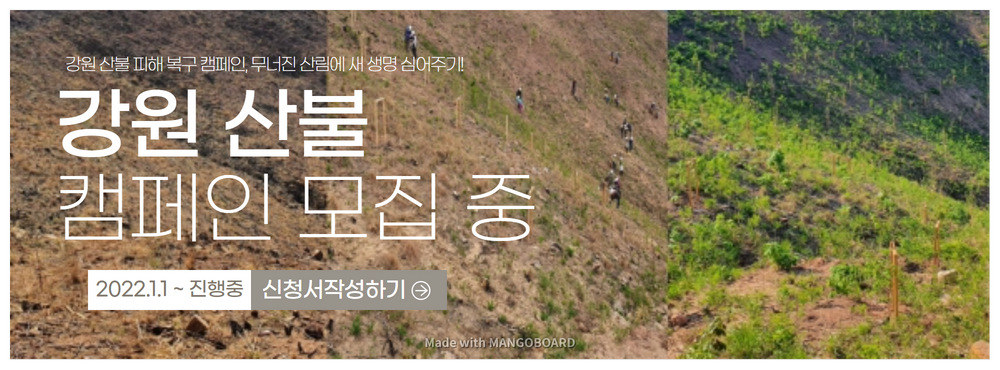 강원 산불 피해 복구 캠페인, 무너진 산림에 새 생명 심어주기!
강원 산불
캠페인 모집 중
2022.1.1 ~ 진행중 신청서작성하기
Made with MANGOBOARD